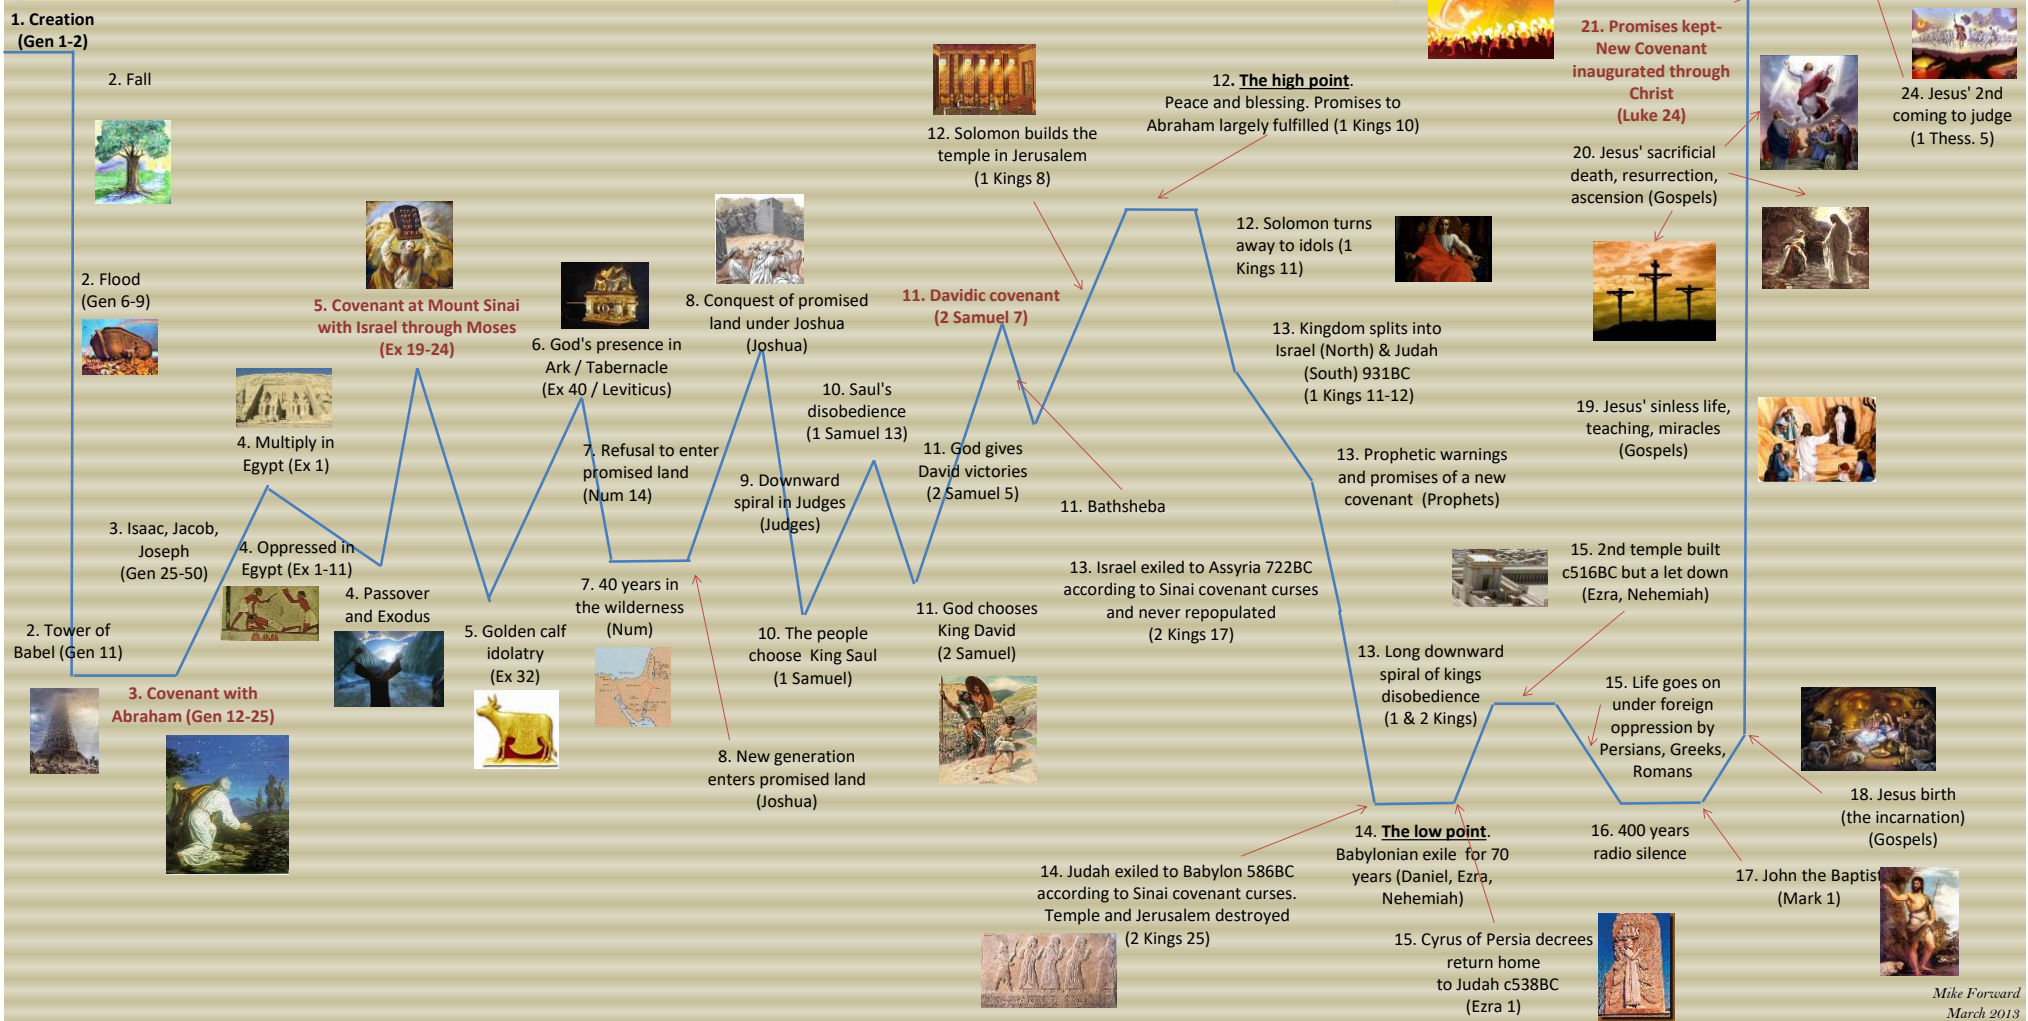 1. Creation
(Gen 1-2)
2. Fall
2. Flood
(Gen 6-9)
2. Tower of
Babel (Gen 11)
3. Covenant with
Abraham (Gen 12-25)
3. Isaac, Jacob,
Joseph
(Gen 25-50)
4. Multiply in
Egypt (Ex 1)
4. Oppressed in
Egypt (Ex 1-11)
4. Passover
and Exodus
5. Covenant at Mount Sinai
with Israel through Moses
(Ex 19-24)
5. Golden calf
idolatry
(Ex 32)
6. God's presence in
Ark / Tabernacle
(Ex 40 / Leviticus)
7. Refusal to enter
promised land
(Num 14)
7. 40 years in
the wilderness
(Num)
8. New generation
enters promised land
(Joshua)
8. Conquest of promised
land under Joshua
(Joshua)
9. Downward
spiral in Judges
(Judges)
10. The people
choose King Saul
(1 Samuel)
10. Saul's
disobedience
(1 Samuel 13)
11. God chooses
King David
(2 Samuel)
11. God gives
David victories
(2 Samuel 5)
11. Davidic covenant
(2 Samuel 7)
11. Bathsheba
12. Solomon builds the
temple in Jerusalem
(1 Kings 8)
12. The high point.
Peace and blessing. Promises to
Abraham largely fulfilled (1 Kings 10)
12. Solomon turns
away to idols (1
Kings 11)
13. Kingdom splits into
Israel (North) & Judah
(South) 931BC
(1 Kings 11-12)
13. Prophetic warnings
and promises of a new
covenant (Prophets)
13. Israel exiled to Assyria 722BC
according to Sinai covenant curses
and never repopulated
(2 Kings 17)
13. Long downward
spiral of kings
disobedience
(1 & 2 Kings)
14. Judah exiled to Babylon 586BC
according to Sinai covenant curses.
Temple and Jerusalem destroyed
(2 Kings 25)
14. The low point.
Babylonian exile for 70
years (Daniel, Ezra,
Nehemiah)
15. Cyrus of Persia decrees
return home
to Judah c538BC
(Ezra 1)
15. 2nd temple built
c516BC but a let down
(Ezra, Nehemiah)
15. Life goes on
under foreign
oppression by
Persians, Greeks,
Romans
16. 400 years
radio silence
17. John the Baptist
(Mark 1)
18. Jesus birth
(the incarnation)
(Gospels)
19. Jesus' sinless life,
teaching, miracles
(Gospels)
20. Jesus' sacrificial
death, resurrection,
ascension (Gospels)
21. Promises kept-
New Covenant
inaugurated through
Christ
(Luke 24)
24. Jesus' 2nd
coming to judge
(1 Thess. 5)
Mike Forward
March 2013